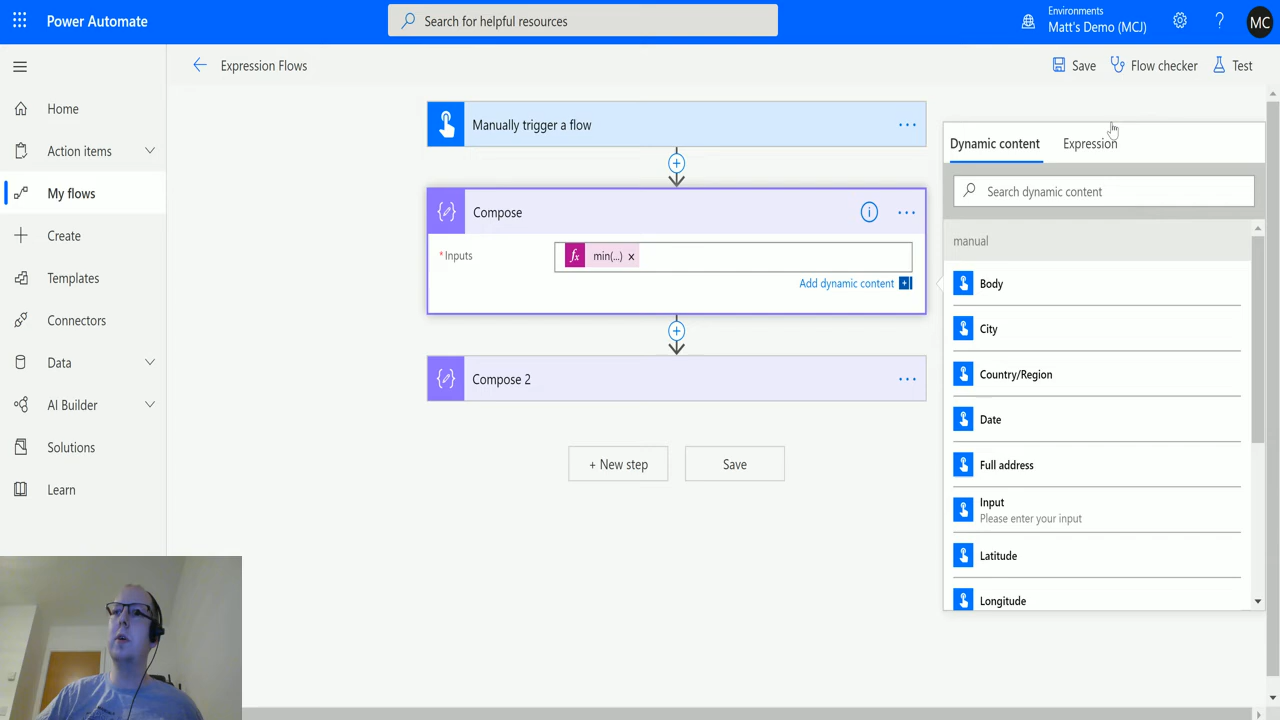 Power Automate
Search for helpful resources
Environments
Matt's Demo (MCJ)
?
MC
Expression Flows
Save
Flow checker
Test
Home
Action items
My flows
Create
Templates
Connectors
Data
AI Builder
Solutions
Learn
Manually trigger a flow
...
Compose
i
...
* Inputs
fx min(...) x
Add dynamic content +
Compose 2
...
+ New step
Save
Dynamic content
Expression
Search dynamic content
manual
Body
City
Country/Region
Date
Full address
Input
Please enter your input
Latitude
Longitude